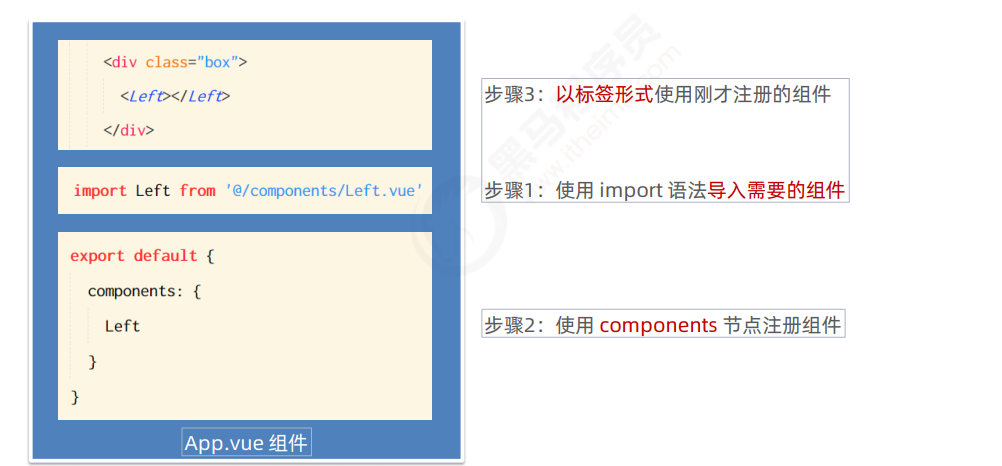 <div class="box">
<Left></Left>
</div>
步骤3：以标签形式使用刚才注册的组件
import Left from '@/components/Left.vue'
步骤1：使用 import 语法导入需要的组件
export default {
components: {
Left
}
}
步骤2：使用 components 节点注册组件
App.vue 组件
黑马程序员
www.itheima.com